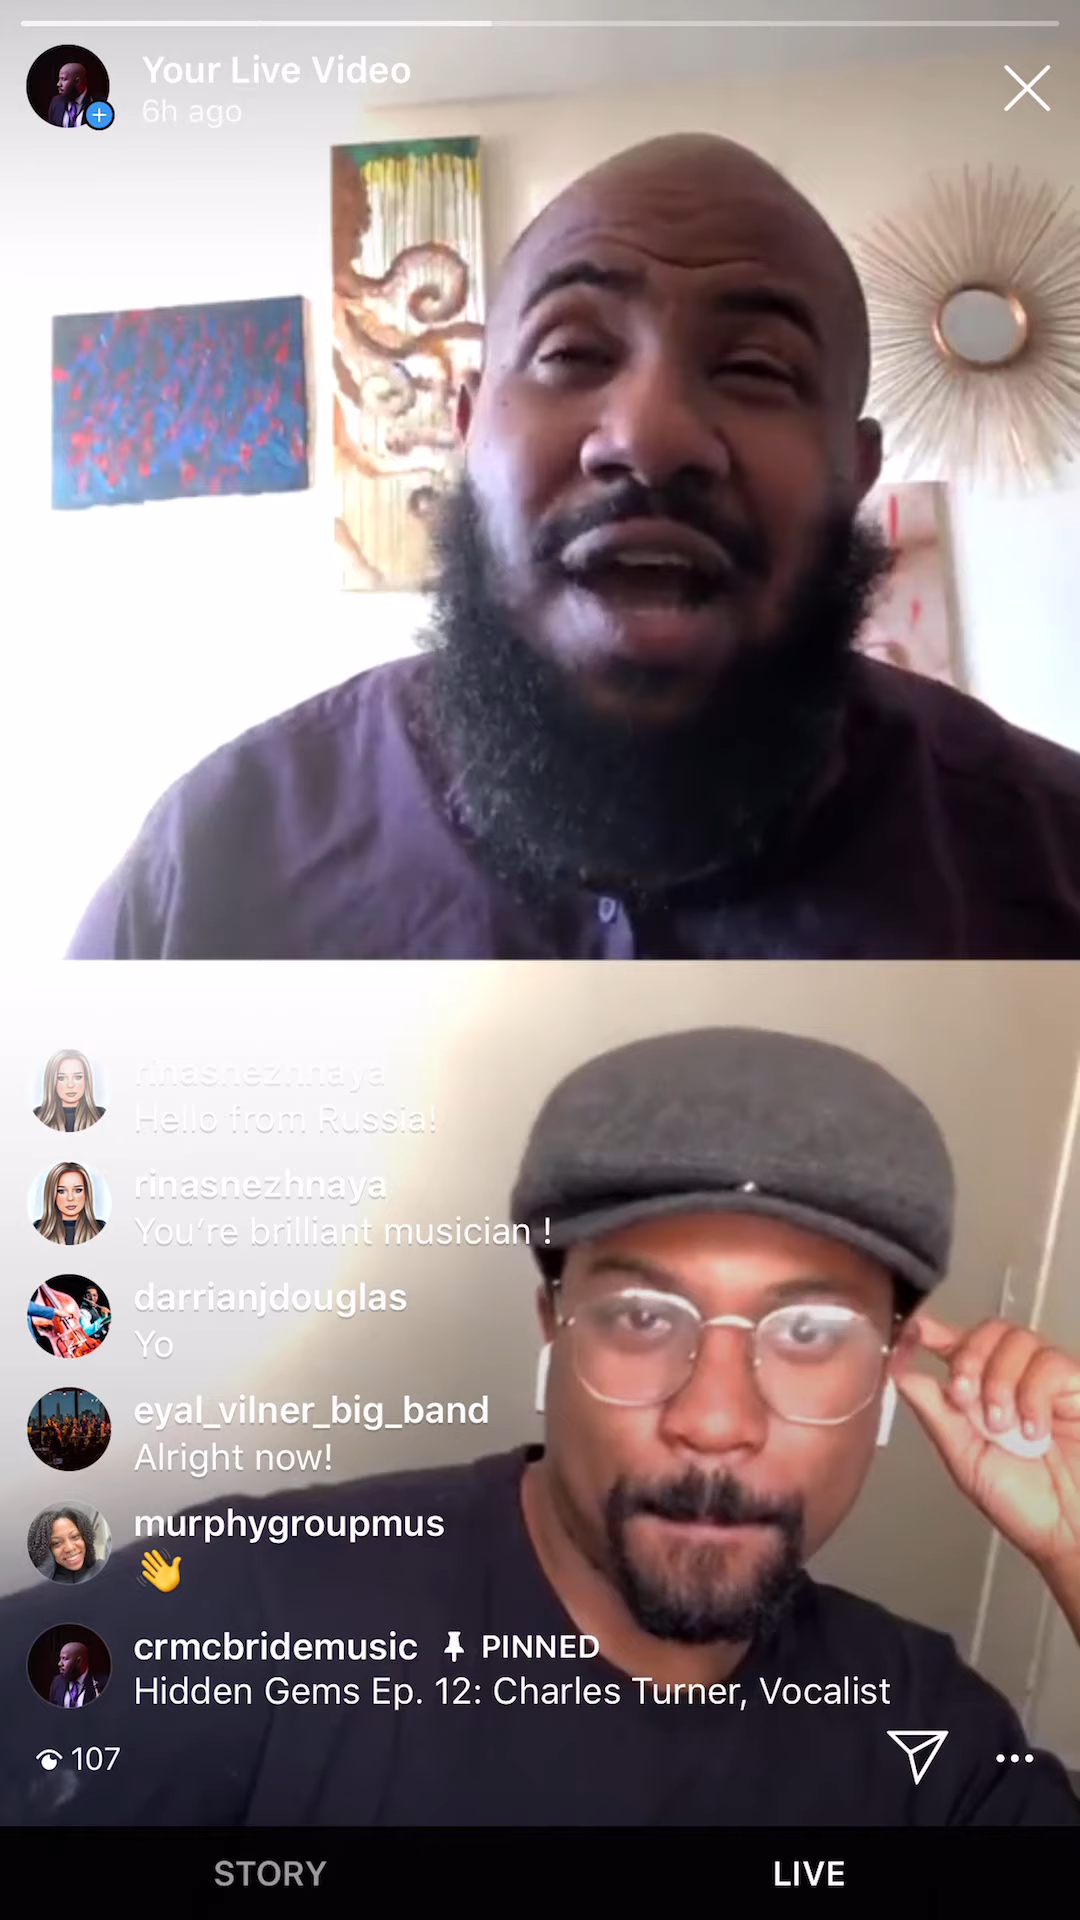 Your Live Video
6h ago
rinasnezhnaya
Hello from Russia!
rinasnezhnaya
You're brilliant musician !
darrianjdouglas
Yo
eyal_vilner_big_band
Alright now!
murphygroupmus
👋
crmcbridemusic PINNED
Hidden Gems Ep. 12: Charles Turner, Vocalist
107
STORY LIVE